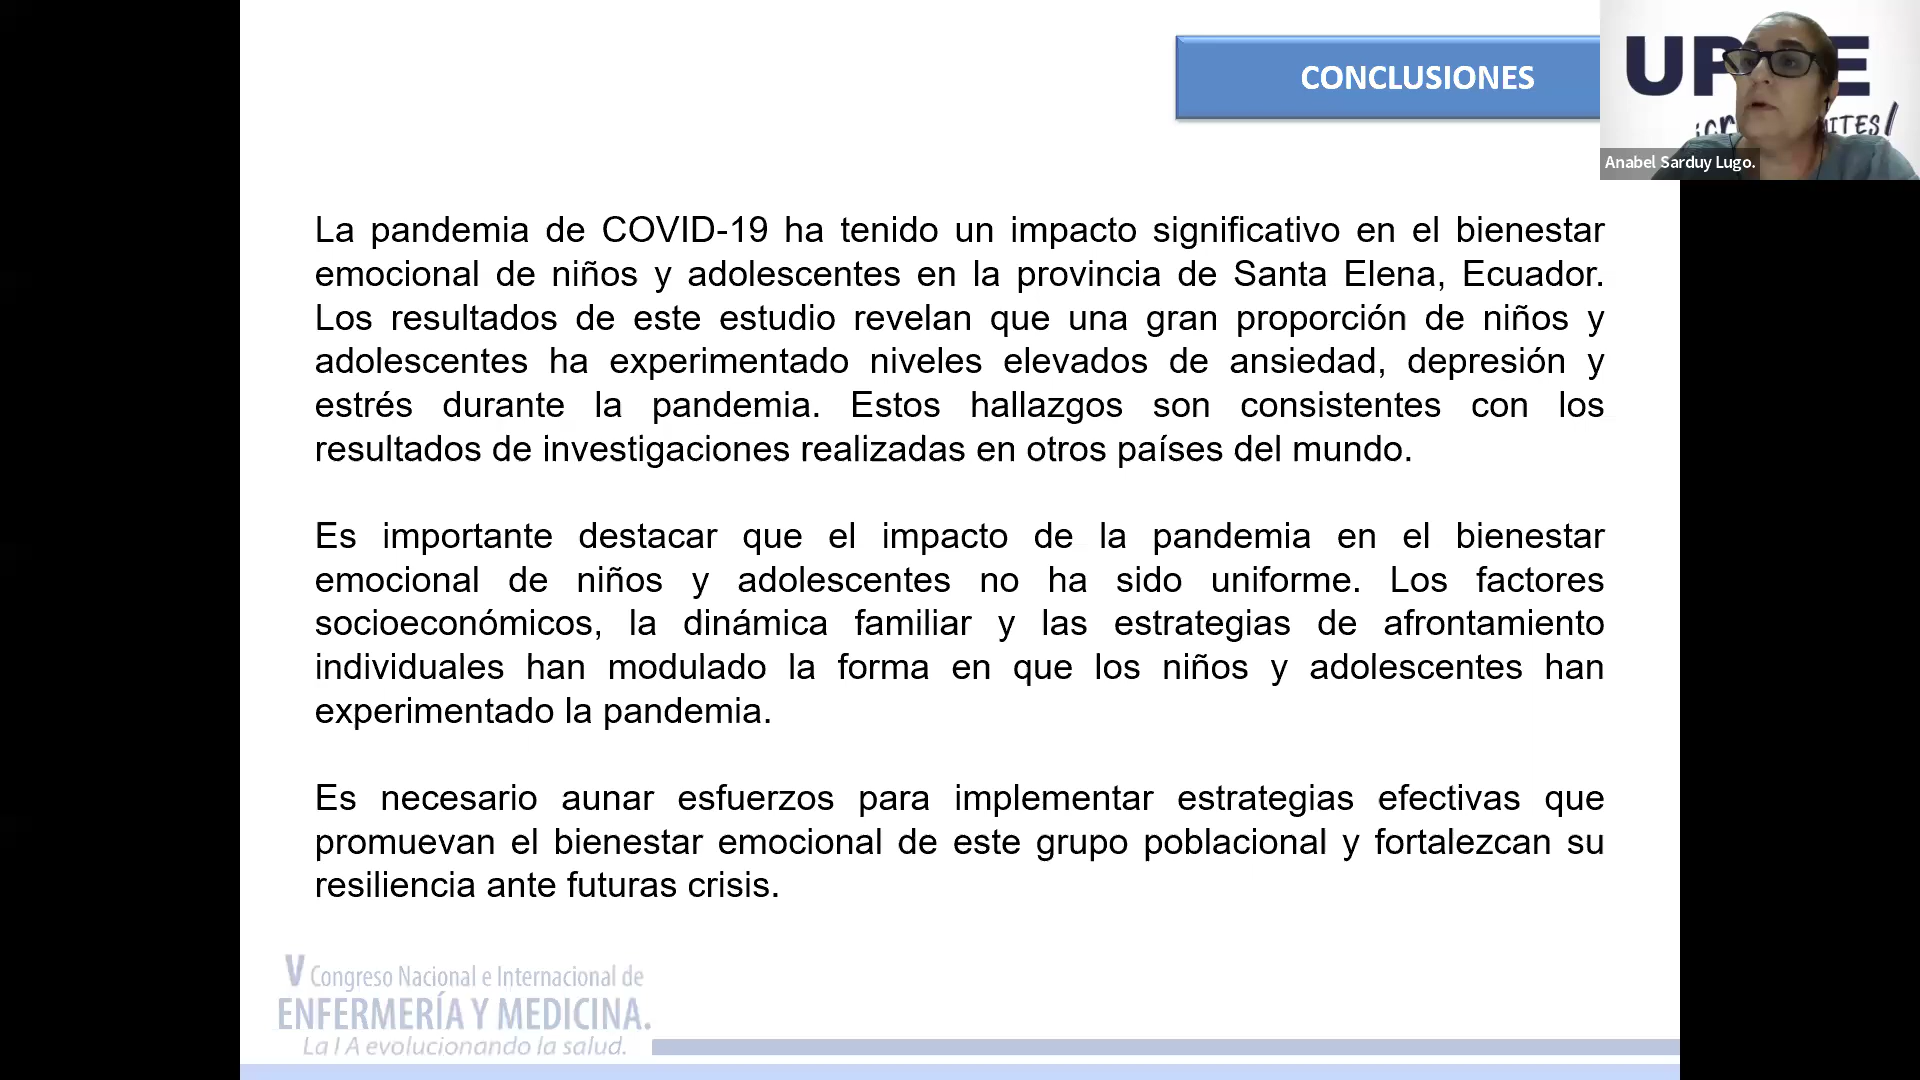 CONCLUSIONES
Anabel Sarduy Lugo.
La pandemia de COVID-19 ha tenido un impacto significativo en el bienestar
emocional de niños y adolescentes en la provincia de Santa Elena, Ecuador.
Los resultados de este estudio revelan que una gran proporción de niños y
adolescentes ha experimentado niveles elevados de ansiedad, depresión y
estrés durante la pandemia. Estos hallazgos son consistentes con los
resultados de investigaciones realizadas en otros países del mundo.
Es importante destacar que el impacto de la pandemia en el bienestar
emocional de niños y adolescentes no ha sido uniforme. Los factores
socioeconómicos, la dinámica familiar y las estrategias de afrontamiento
individuales han modulado la forma en que los niños y adolescentes han
experimentado la pandemia.
Es necesario aunar esfuerzos para implementar estrategias efectivas que
promuevan el bienestar emocional de este grupo poblacional y fortalezcan su
resiliencia ante futuras crisis.
V Congreso Nacional e Internacional de
ENFERMERÍA Y MEDICINA.
La IA evolucionando la salud.